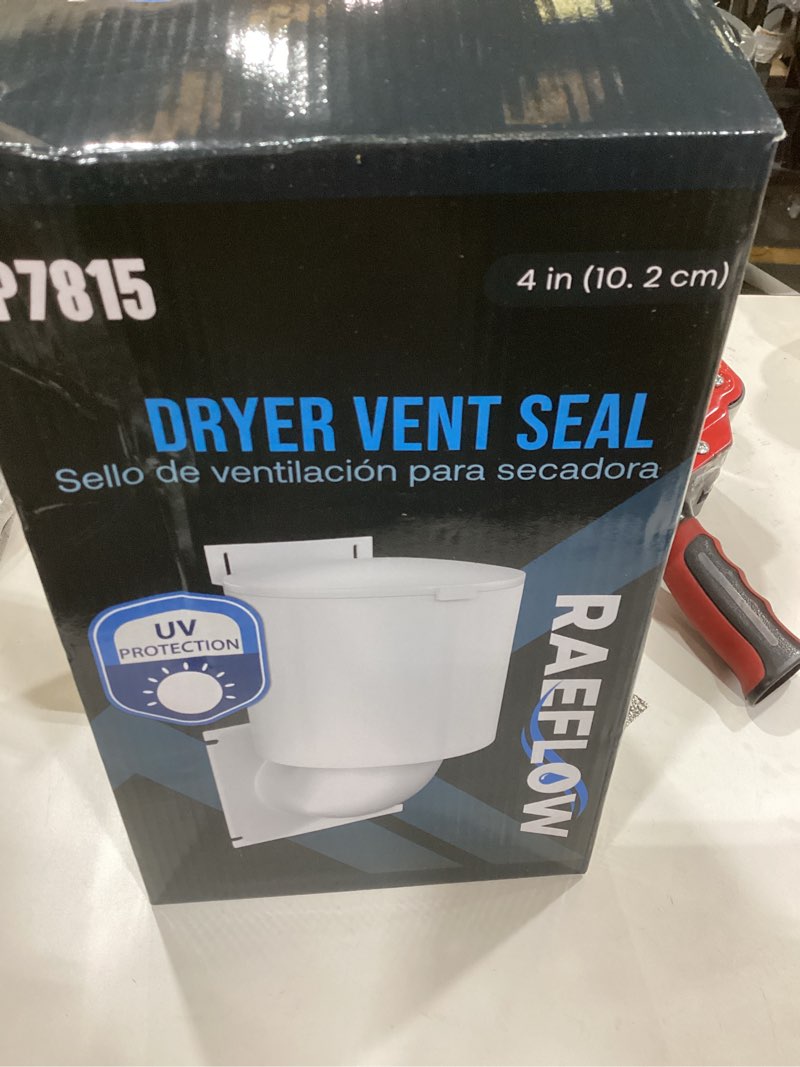 P7815
4 in (10. 2 cm)
DRYER VENT SEAL
Sello de ventilación para secadora
UV
PROTECTION
RAEFLOW